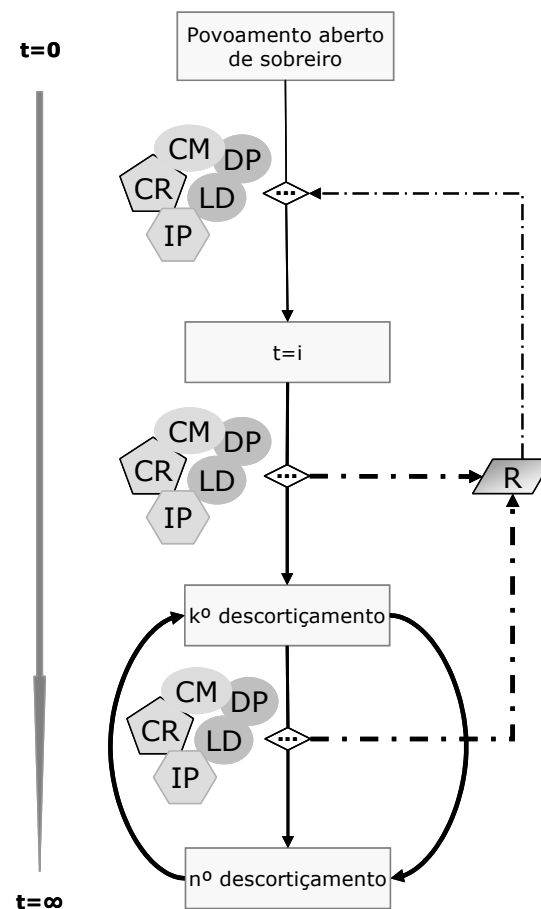 t=0
Povoamento aberto
de sobreiro
CM
DP
CR
LD
IP
...
t=i
CM
DP
CR
LD
IP
...
R
kº descortiçamento
CM
DP
CR
LD
IP
...
nº descortiçamento
t=∞